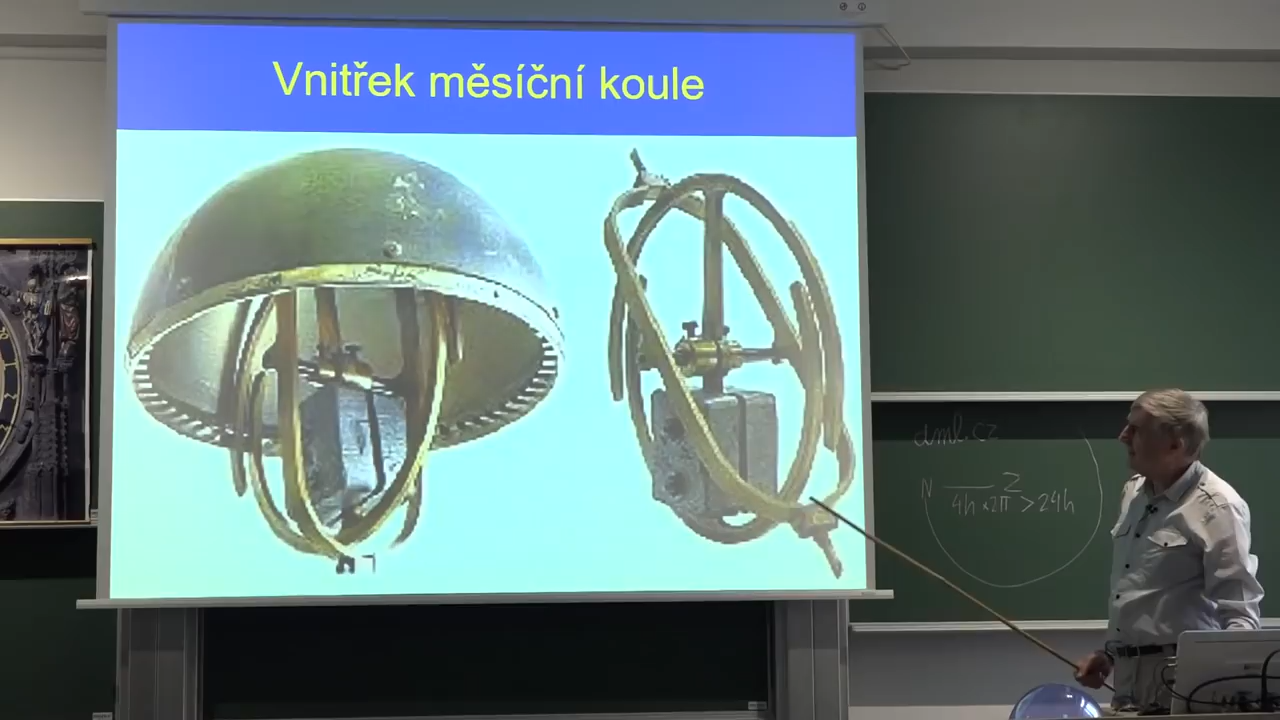 Vnitřek měsíční koule
dml.cz
N Z
4h × 2π > 24h